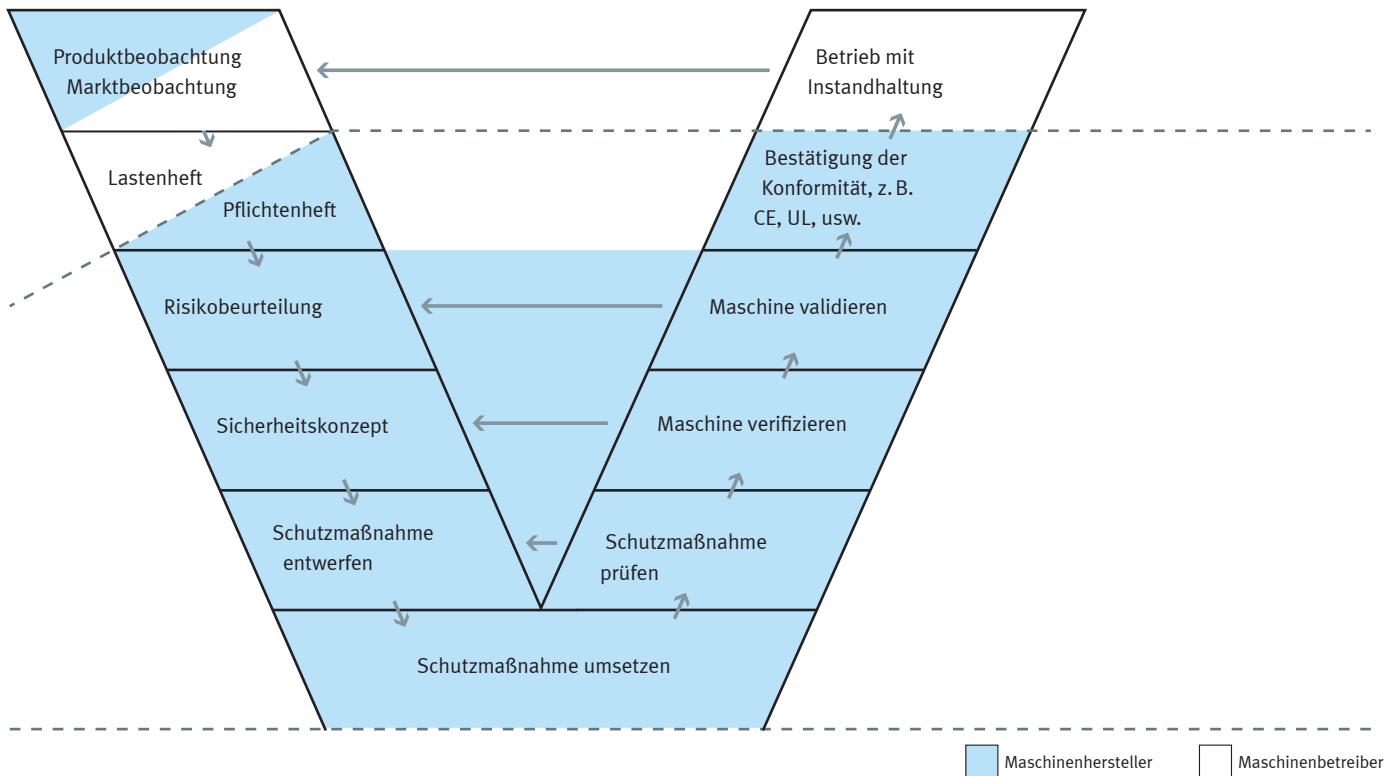 Produktbeobachtung
Marktbeobachtung
Betrieb mit
Instandhaltung
Lastenheft
Pflichtenheft
Bestätigung der
Konformität, z. B.
CE, UL, usw.
Risikobeurteilung
Maschine validieren
Sicherheitskonzept
Maschine verifizieren
Schutzmaßnahme
entwerfen
Schutzmaßnahme
prüfen
Schutzmaßnahme umsetzen
Maschinenhersteller
Maschinenbetreiber